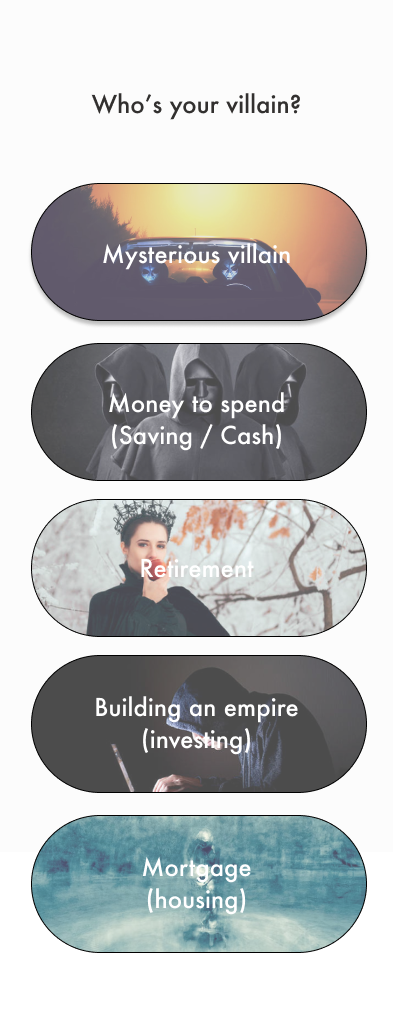 Who’s your villain?
Mysterious villain
Money to spend
(Saving / Cash)
Retirement
Building an empire
(investing)
Mortgage
(housing)